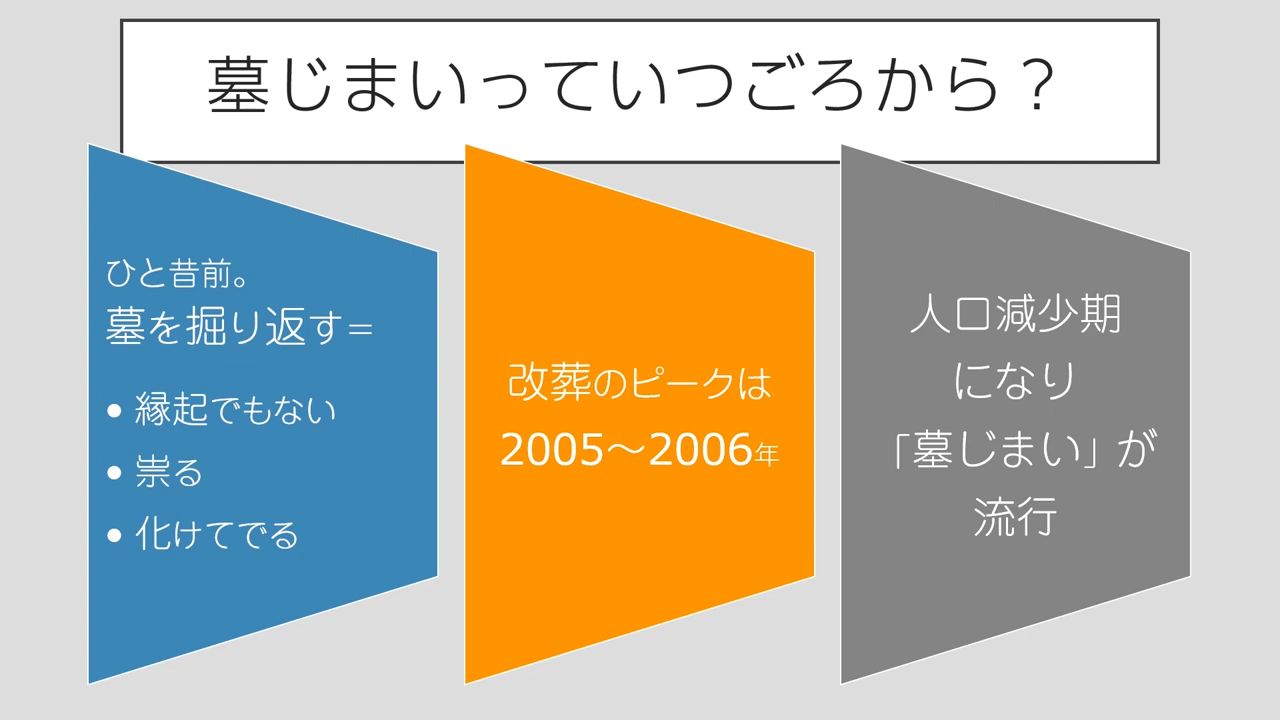 墓じまいっていつごろから？
ひと昔前。
墓を掘り返す＝
• 縁起でもない
• 祟る
• 化けてでる
改葬のピークは
2005～2006年
人口減少期
になり
「墓じまい」が
流行